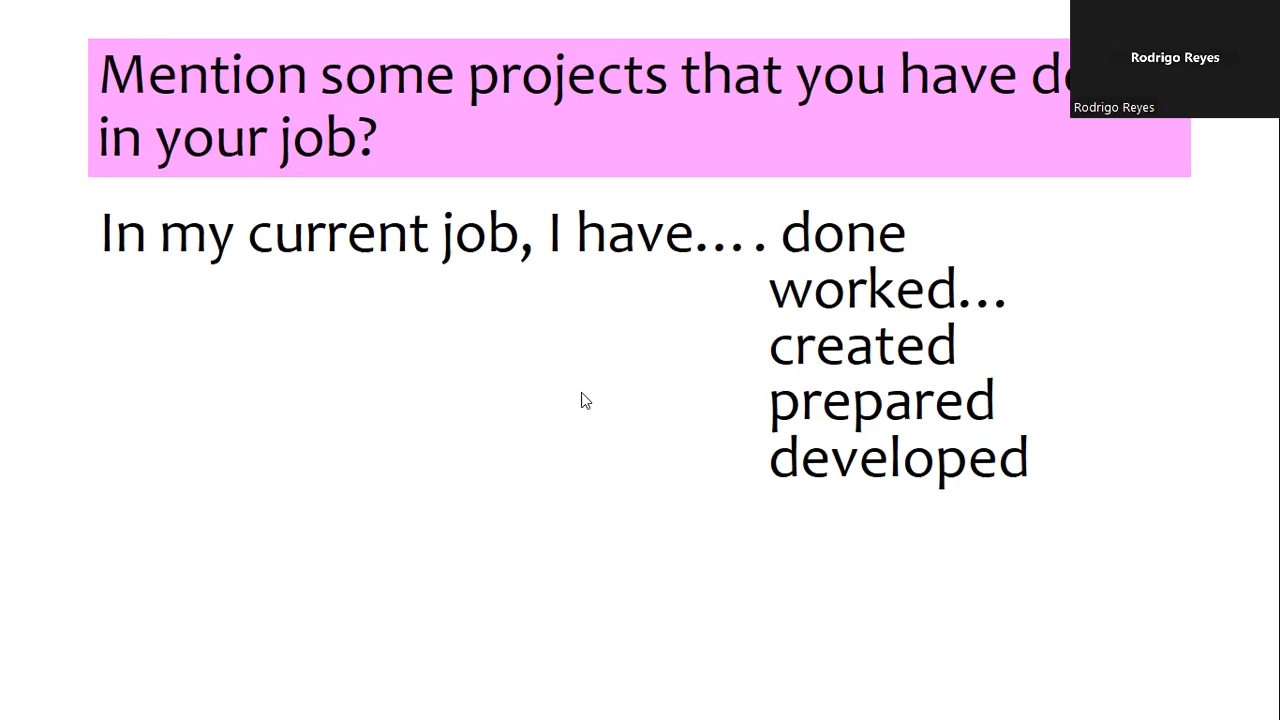 Mention some projects that you have
in your job?
Rodrigo Reyes
Rodrigo Reyes
In my current job, I have.... done
worked...
created
prepared
developed